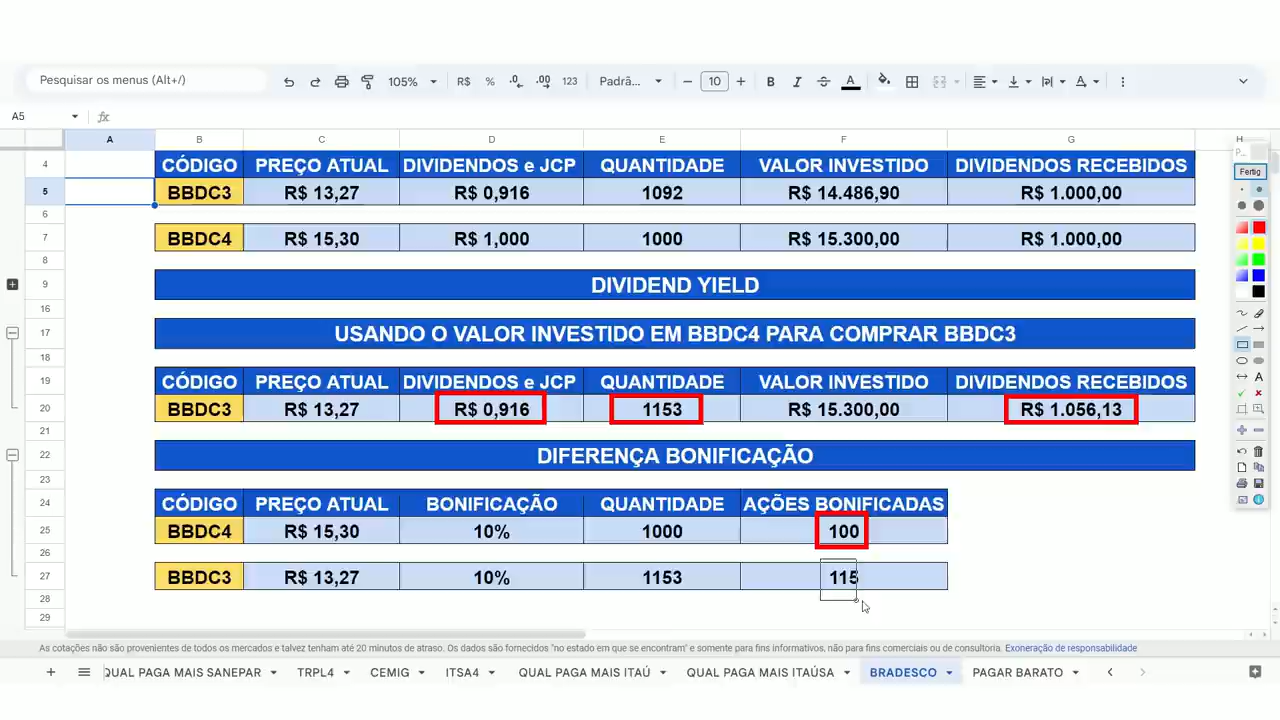 Pesquisar os menus (Alt+/) 105% R$ % .0 .00 123 Padrã... 10 B I S A
A5 fx
A B C D E F G H
4 CÓDIGO PREÇO ATUAL DIVIDENDOS e JCP QUANTIDADE VALOR INVESTIDO DIVIDENDOS RECEBIDOS
5 BBDC3 R$ 13,27 R$ 0,916 1092 R$ 14.486,90 R$ 1.000,00
6
7 BBDC4 R$ 15,30 R$ 1,000 1000 R$ 15.300,00 R$ 1.000,00
8
9 DIVIDEND YIELD
16
17 USANDO O VALOR INVESTIDO EM BBDC4 PARA COMPRAR BBDC3
18
19 CÓDIGO PREÇO ATUAL DIVIDENDOS e JCP QUANTIDADE VALOR INVESTIDO DIVIDENDOS RECEBIDOS
20 BBDC3 R$ 13,27 R$ 0,916 1153 R$ 15.300,00 R$ 1.056,13
21
22 DIFERENÇA BONIFICAÇÃO
23
24 CÓDIGO PREÇO ATUAL BONIFICAÇÃO QUANTIDADE AÇÕES BONIFICADAS
25 BBDC4 R$ 15,30 10% 1000 100
26
27 BBDC3 R$ 13,27 10% 1153 115
28
29
P...
Fertig
A
As cotações não são provenientes de todos os mercados e talvez tenham até 20 minutos de atraso. Os dados são fornecidos "no estado em que se encontram" e somente para fins informativos, não para fins comerciais ou de consultoria. Exoneração de responsabilidade
QUAL PAGA MAIS SANEPAR TRPL4 CEMIG ITSA4 QUAL PAGA MAIS ITAÚ QUAL PAGA MAIS ITAÚSA BRADESCO PAGAR BARATO